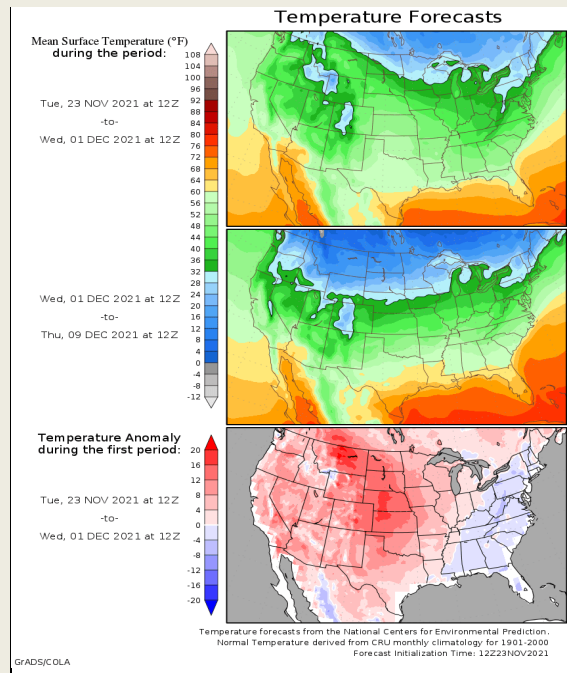 Temperature Forecasts
Mean Surface Temperature (°F)
during the period:
Tue, 23 NOV 2021 at 12Z
-to-
Wed, 01 DEC 2021 at 12Z
108
104
100
96
92
88
84
80
76
72
68
64
60
56
52
48
44
40
36
32
30
28
24
20
16
12
8
4
0
-4
-8
-12
Wed, 01 DEC 2021 at 12Z
-to-
Thu, 09 DEC 2021 at 12Z
Temperature Anomaly
during the first period:
Tue, 23 NOV 2021 at 12Z
-to-
Wed, 01 DEC 2021 at 12Z
20
16
12
8
4
0
-4
-8
-12
-16
-20
Temperature forecasts from the National Centers for Environmental Prediction.
Normal Temperature derived from CRU monthly climatology for 1901-2000
Forecast Initialization Time: 12Z23NOV2021
GrADS/COLA